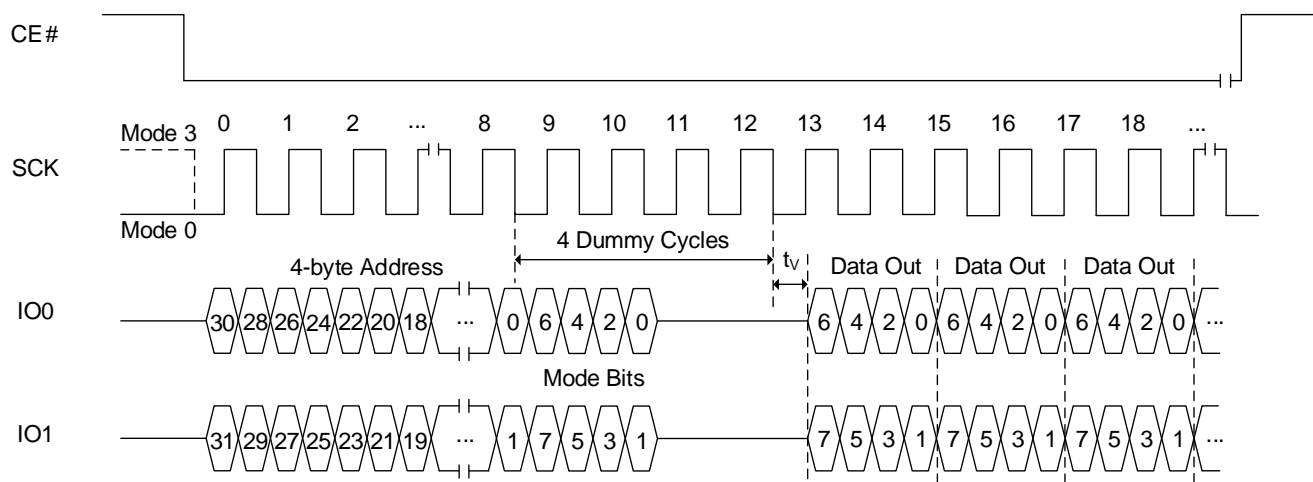 CE#
0 1 2 ... 8 9 10 11 12 13 14 15 16 17 18 ...
Mode 3
SCK
Mode 0
4 Dummy Cycles
4-byte Address tV Data Out Data Out Data Out
IO0 30 28 26 24 22 20 18 ... 0 6 4 2 0 6 4 2 0 6 4 2 0 6 4 2 0 ...
Mode Bits
IO1 31 29 27 25 23 21 19 ... 1 7 5 3 1 7 5 3 1 7 5 3 1 7 5 3 1 ...